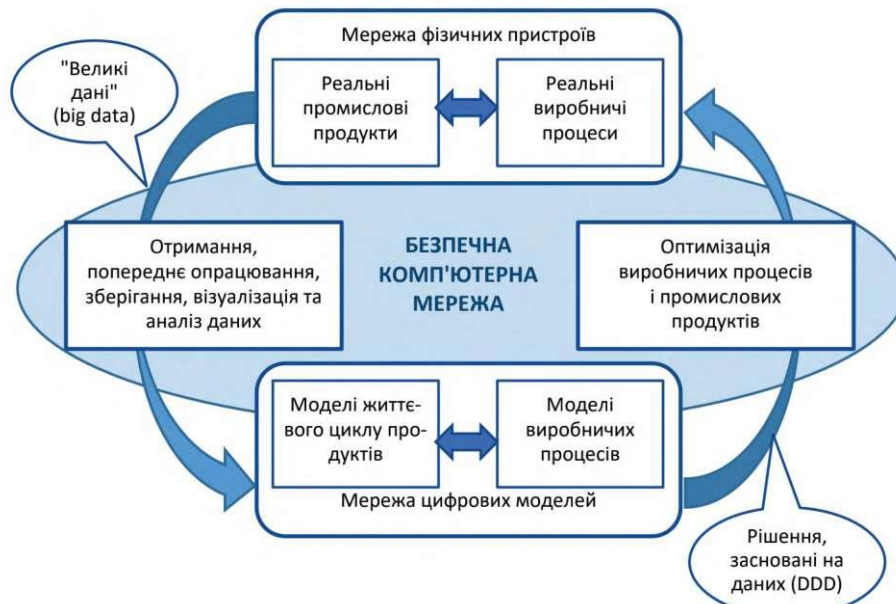 Мережа фізичних пристроїв
"Великі
дані"
(big data)
Реальні
промислові
продукти
Реальні
виробничі
процеси
Отримання,
попереднє опрацювання,
зберігання, візуалізація та
аналіз даних
БЕЗПЕЧНА
КОМП'ЮТЕРНА
МЕРЕЖА
Оптимізація
виробничих процесів
і промислових
продуктів
Моделі життє-
вого циклу про-
дуктів
Моделі
виробничих
процесів
Мережа цифрових моделей
Рішення,
засновані на
даних (DDD)